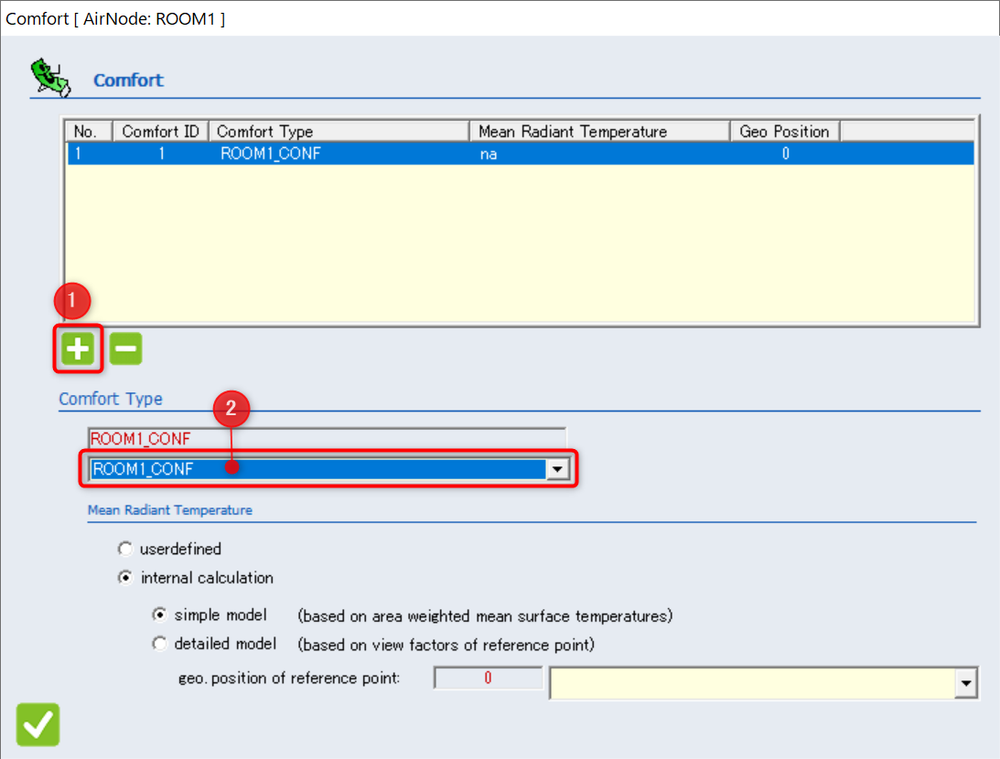 Comfort [ AirNode: ROOM1 ]
Comfort
No. Comfort ID Comfort Type Mean Radiant Temperature Geo Position
1 1 ROOM1_CONF na 0
1
Comfort Type
2
ROOM1_CONF
ROOM1_CONF
Mean Radiant Temperature
userdefined
internal calculation
simple model (based on area weighted mean surface temperatures)
detailed model (based on view factors of reference point)
geo. position of reference point: 0